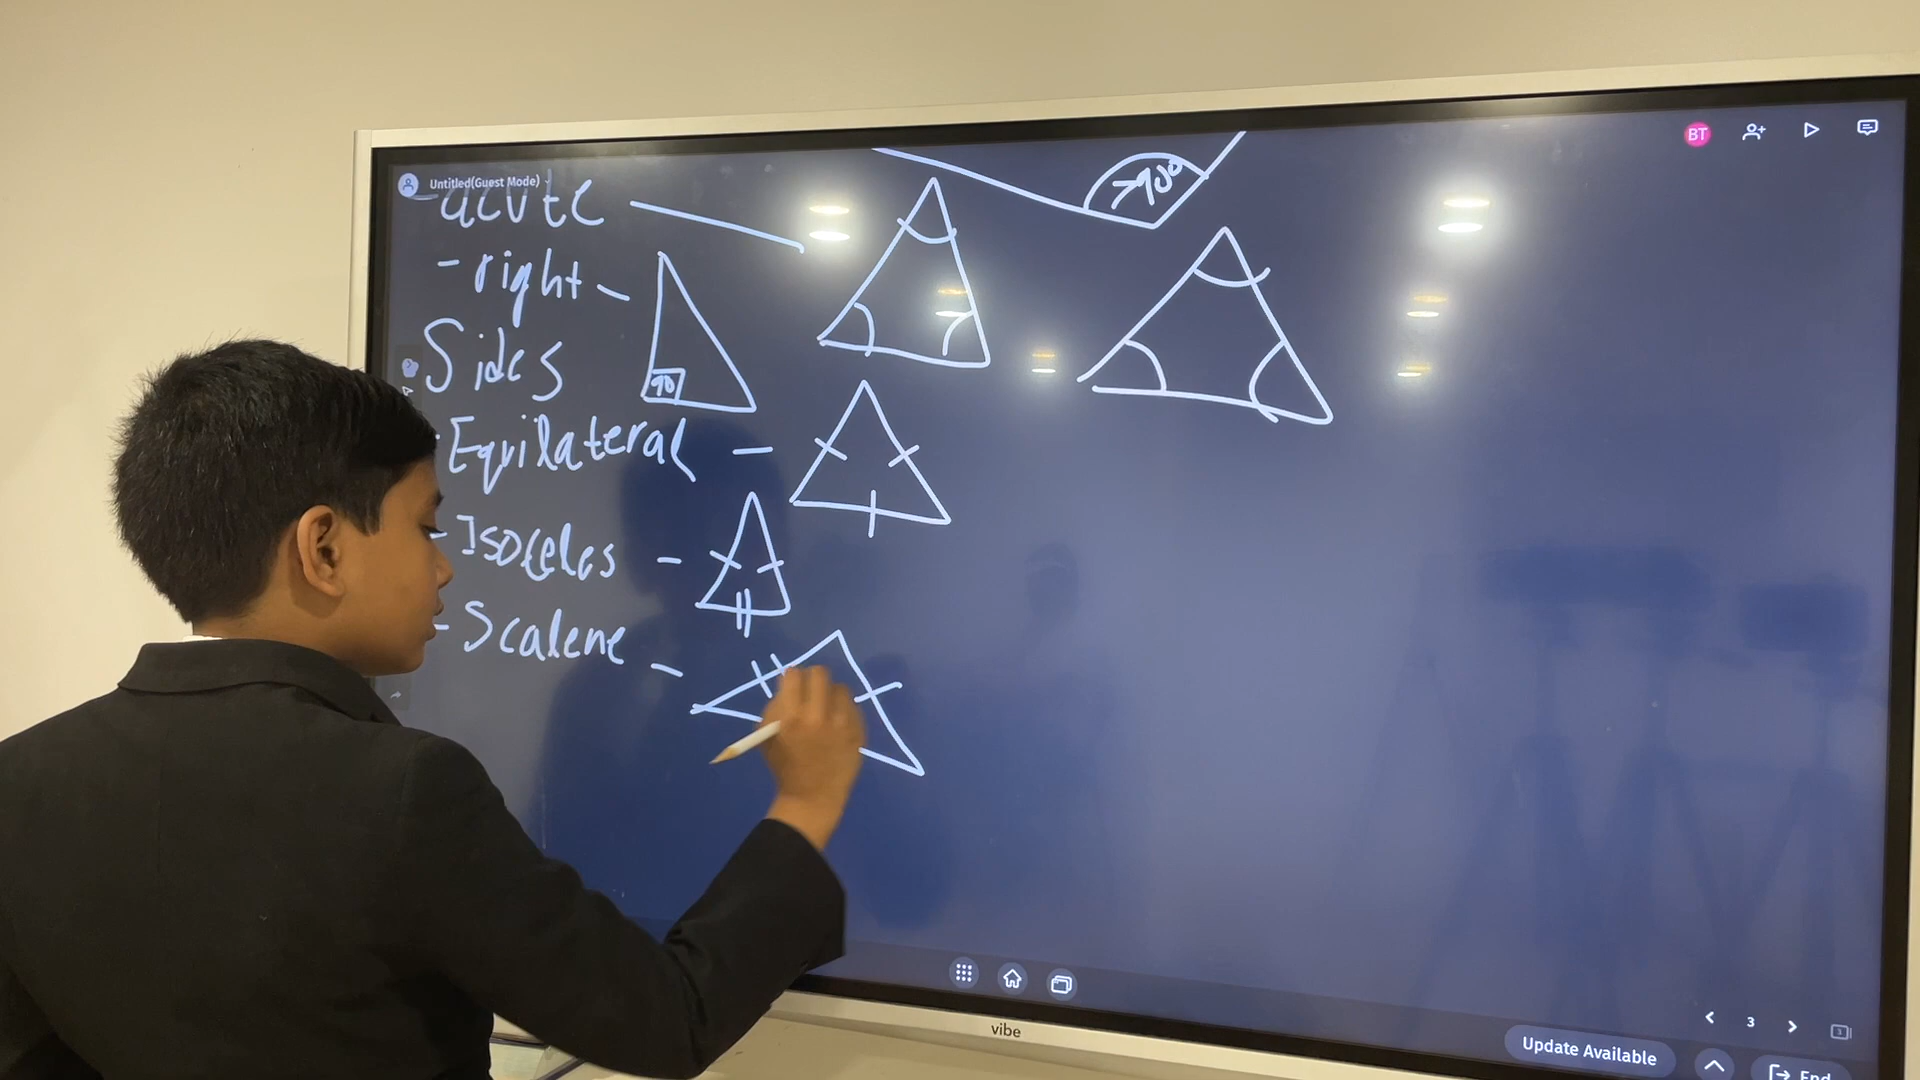 BT
Untitled(Guest Mode)
-acute
>90°
-right
90
Sides
Equilateral
-Isoceles
-Scalene
vibe
3
Update Available
End